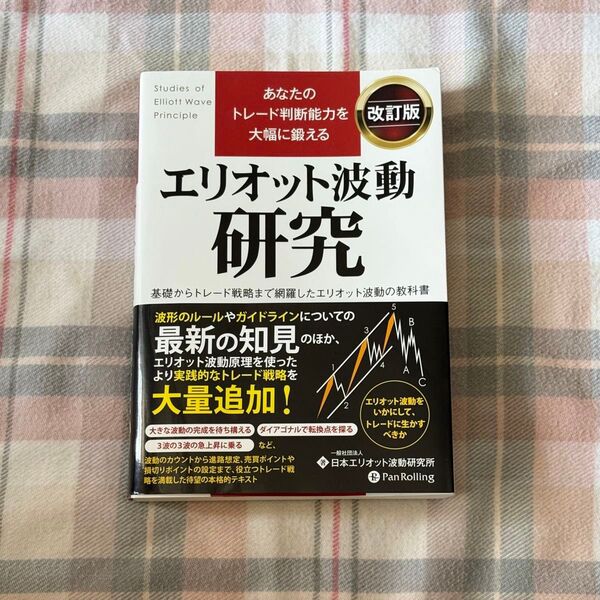 Studies of
Elliott Wave
Principle
あなたの
トレード判断能力を
大幅に鍛える
改訂版
エリオット波動
研究
基礎からトレード戦略まで網羅したエリオット波動の教科書
波形のルールやガイドラインについての
最新の知見のほか、
エリオット波動原理を使った
より実践的なトレード戦略を
大量追加!
大きな波動の完成を待ち構える
ダイアゴナルで転換点を探る
3波の3波の急上昇に乗る
など、
波動のカウントから進路想定、売買ポイントや
損切りポイントの設定まで、役立つトレード戦
略を満載した待望の本格的テキスト
1
2
3
4
5
A
B
C
エリオット波動を
いかにして、
トレードに生かす
べきか
一般社団法人
著
日本エリオット波動研究所
PanRolling